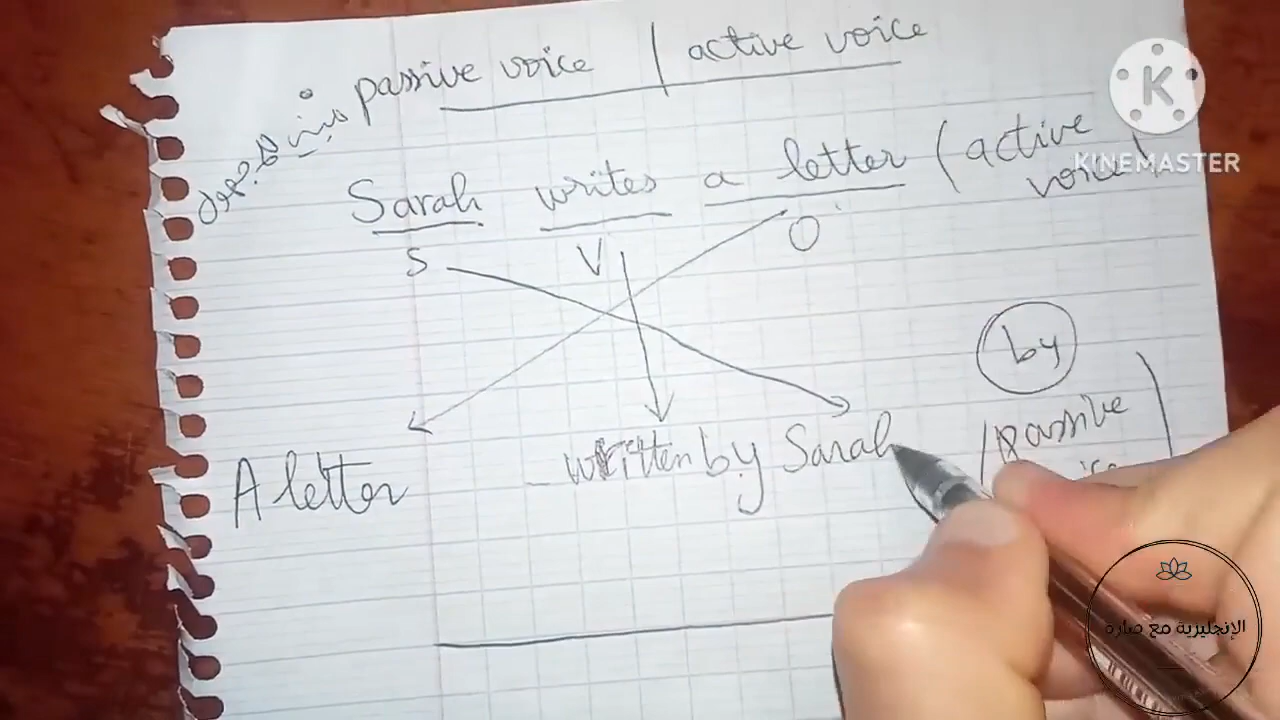 passive voice / active voice
مبني للمجهول
Sarah writes a letter (active
voice)
S V O
by
A letter _ written by Sarah (passive
KINEMASTER
K
الإنجليزية مع صارة